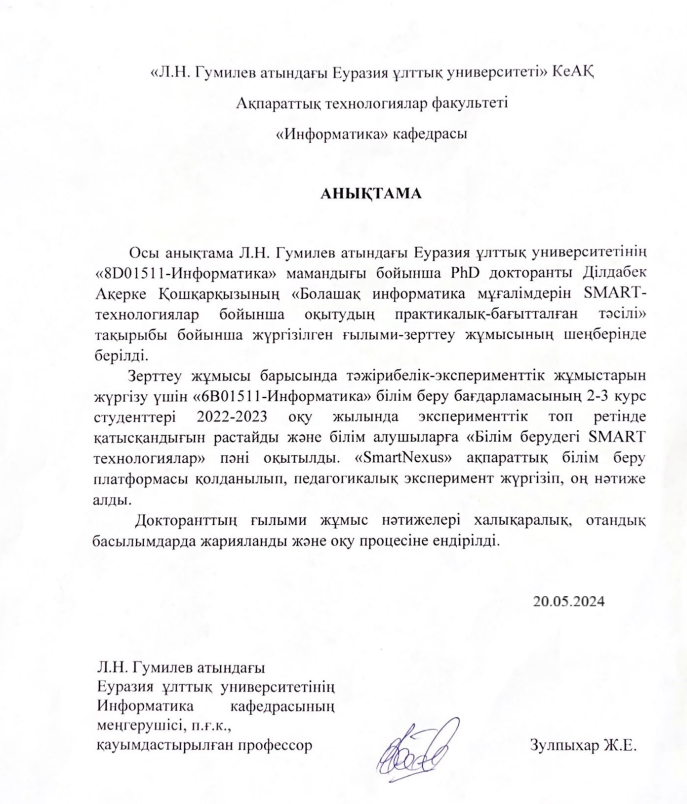 «Л.Н. Гумилев атындағы Еуразия ұлттық университеті» КеАҚ
Ақпараттық технологиялар факультеті
«Информатика» кафедрасы
АНЫҚТАМА
Осы анықтама Л.Н. Гумилев атындағы Еуразия ұлттық университетінің
«8D01511-Информатика» мамандығы бойынша PhD докторанты Ділдабек
Ақерке Қошқарқызының «Болашақ информатика мұғалімдерін SMART-
технологиялар бойынша оқытудың практикалық-бағытталған тәсілі»
тақырыбы бойынша жүргізілген ғылыми-зерттеу жұмысының шеңберінде
берілді.
Зерттеу жұмысы барысында тәжірибелік-эксперименттік жұмыстарын
жүргізу үшін «6B01511-Информатика» білім беру бағдарламасының 2-3 курс
студенттері 2022-2023 оқу жылында эксперименттік топ ретінде
қатысқандығын растайды және білім алушыларға «Білім берудегі SMART
технологиялар» пәні оқытылды. «SmartNexus» ақпараттық білім беру
платформасы қолданылып, педагогикалық эксперимент жүргізіп, оң нәтиже
алды.
Докторанттың ғылыми жұмыс нәтижелері халықаралық, отандық
басылымдарда жарияланды және оқу процесіне ендірілді.
20.05.2024
Л.Н. Гумилев атындағы
Еуразия ұлттық университетінің
Информатика кафедрасының
меңгерушісі, п.ғ.к.,
қауымдастырылған профессор Зулпыхар Ж.Е.